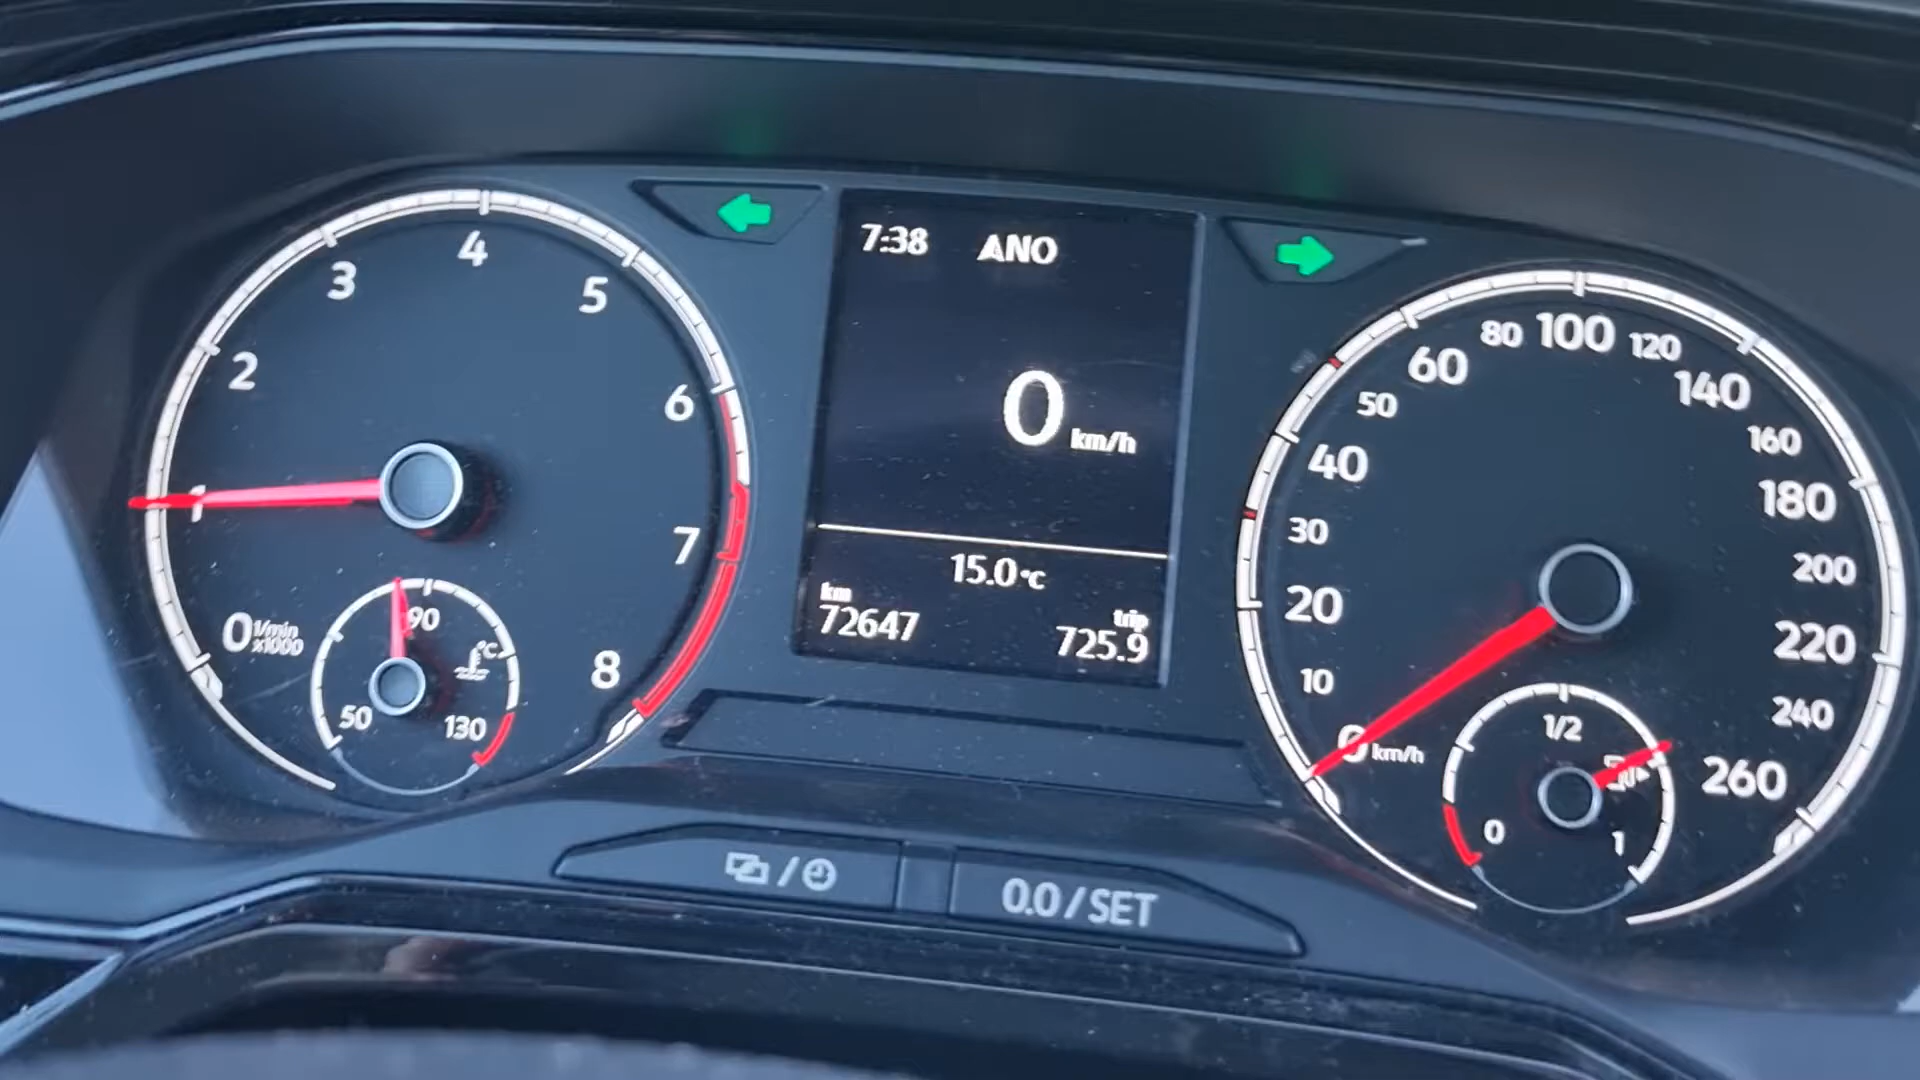 7:38 ANO
0 km/h
15.0°C
km
72647
trip
725.9
0 1 2 3 4 5 6 7 8
1/min
x1000
50 90 130
°C
0 10 20 30 40 50 60 80 100 120 140 160 180 200 220 240 260
km/h
0 1/2 1
0.0/SET